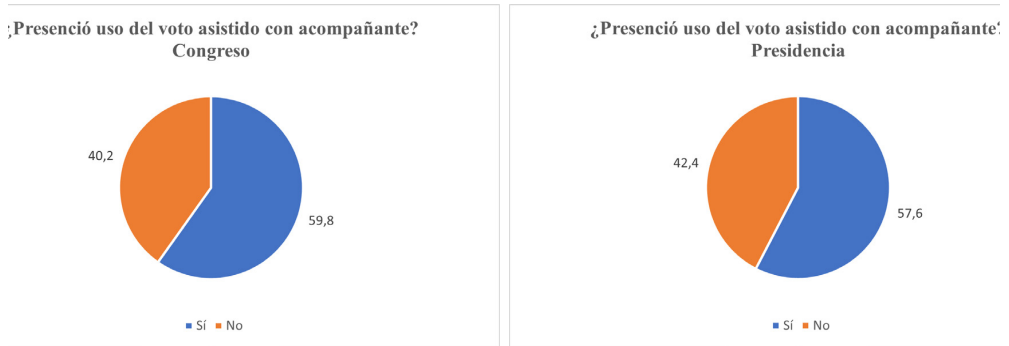 ¿Presenció uso del voto asistido con acompañante?
Congreso
40,2
59,8
Sí No
¿Presenció uso del voto asistido con acompañante?
Presidencia
42,4
57,6
Sí No